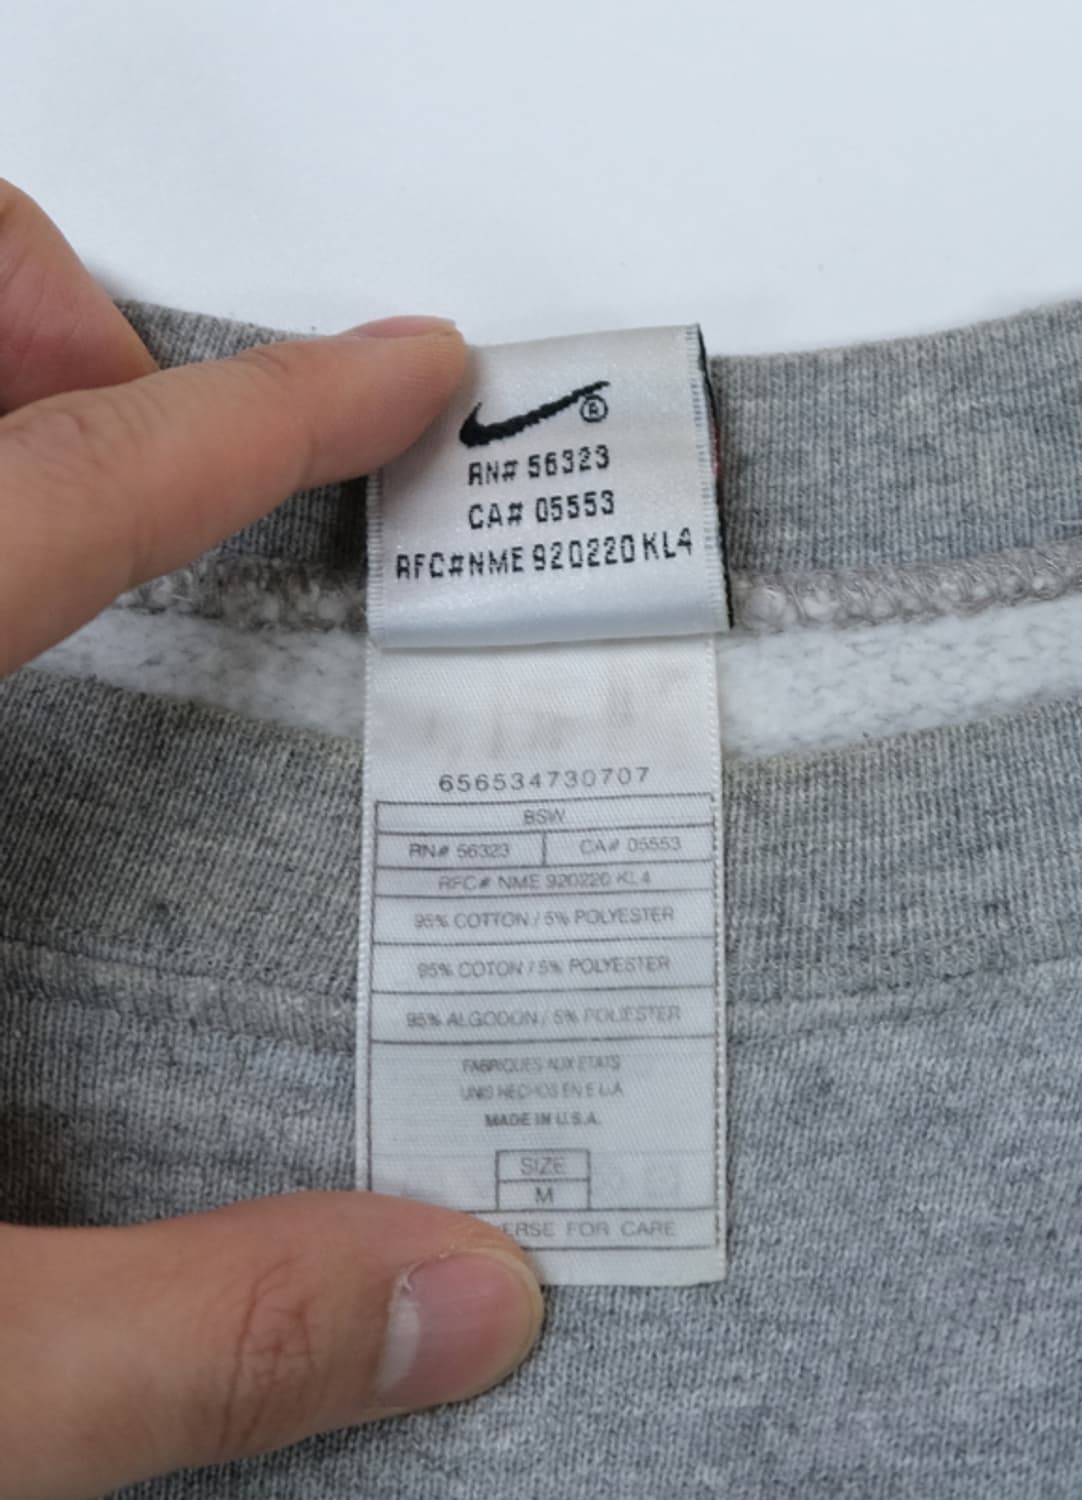 ®
RN# 56323
CA# 05553
RFC#NME 920220 KL4
656534730707
BSW
RN# 56323 CA# 05553
RFC# NME 920220 KL4
95% COTTON / 5% POLYESTER
95% COTON / 5% POLYESTER
95% ALGODON / 5% POLIESTER
FABRIQUES AUX ETATS
UNIS HECHOS EN E.U.A.
MADE IN U.S.A.
SIZE
M
FOR CARE